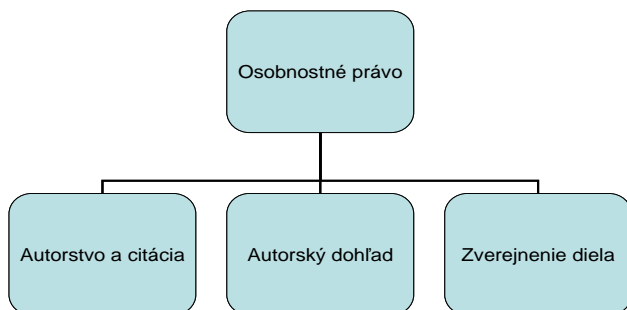 Osobnostné právo
Autorstvo a citácia
Autorský dohľad
Zverejnenie diela